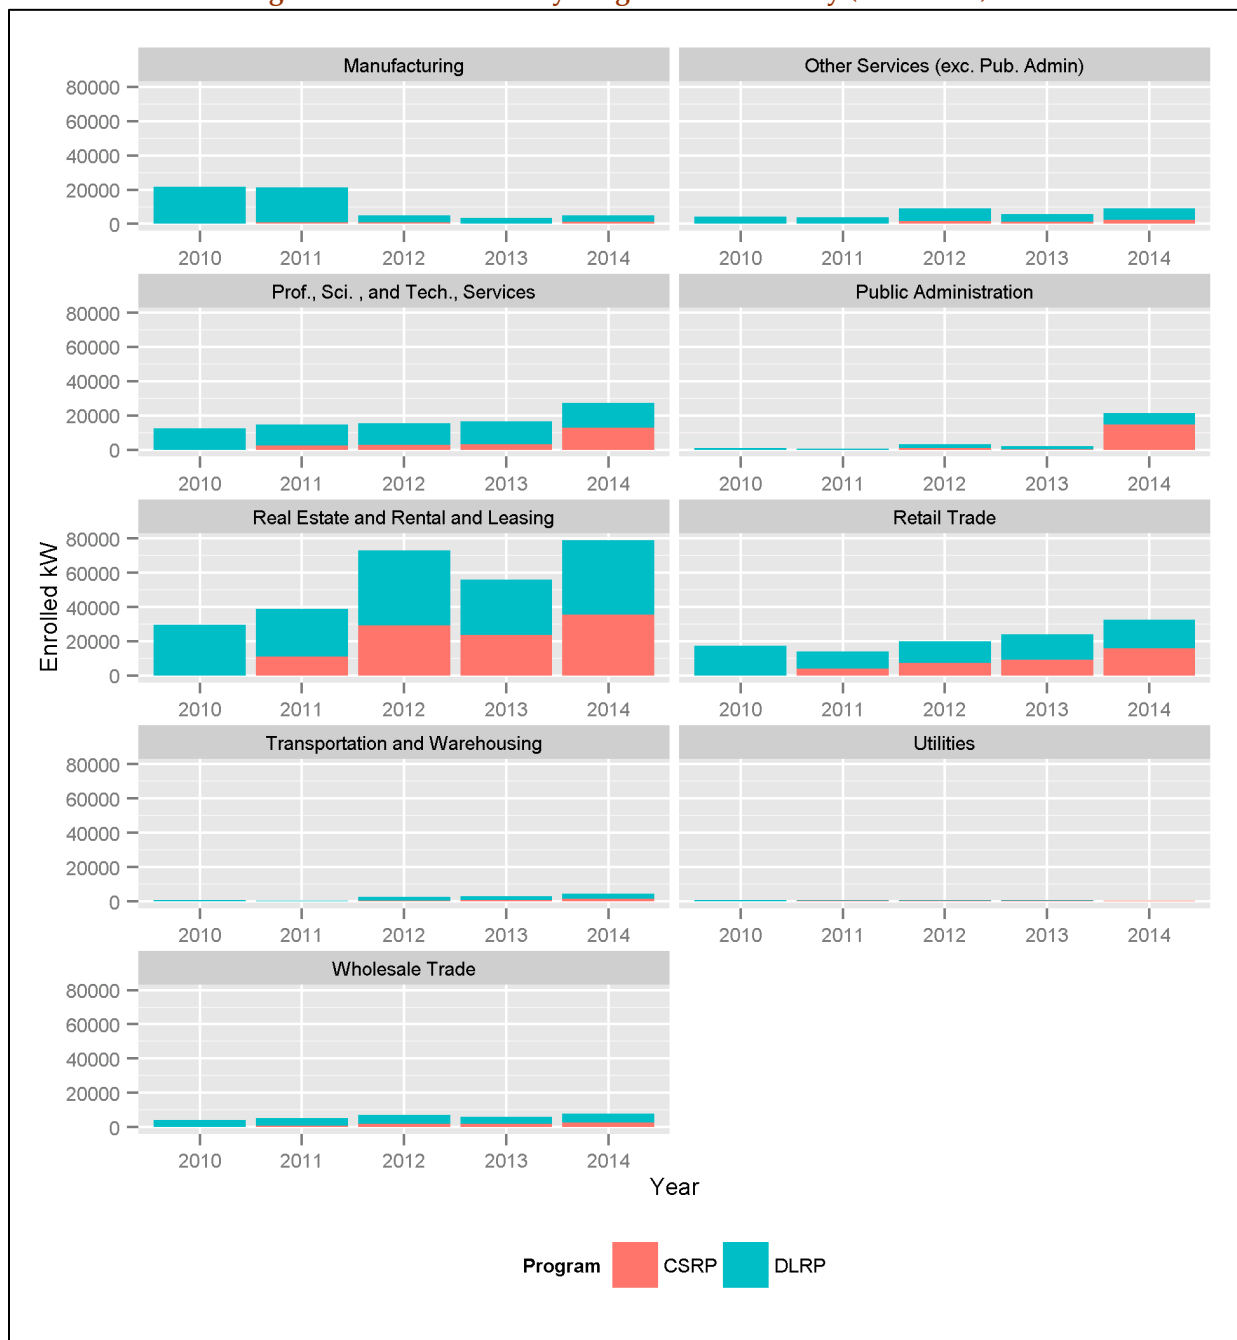 Manufacturing
Other Services (exc. Pub. Admin)
80000
60000
40000
20000
0
2010 2011 2012 2013 2014
2010 2011 2012 2013 2014
Prof., Sci. , and Tech., Services
Public Administration
80000
60000
40000
20000
0
2010 2011 2012 2013 2014
2010 2011 2012 2013 2014
Real Estate and Rental and Leasing
Retail Trade
Enrolled kW
80000
60000
40000
20000
0
2010 2011 2012 2013 2014
2010 2011 2012 2013 2014
Transportation and Warehousing
Utilities
80000
60000
40000
20000
0
2010 2011 2012 2013 2014
2010 2011 2012 2013 2014
Wholesale Trade
80000
60000
40000
20000
0
2010 2011 2012 2013 2014
Year
Program CSRP DLRP